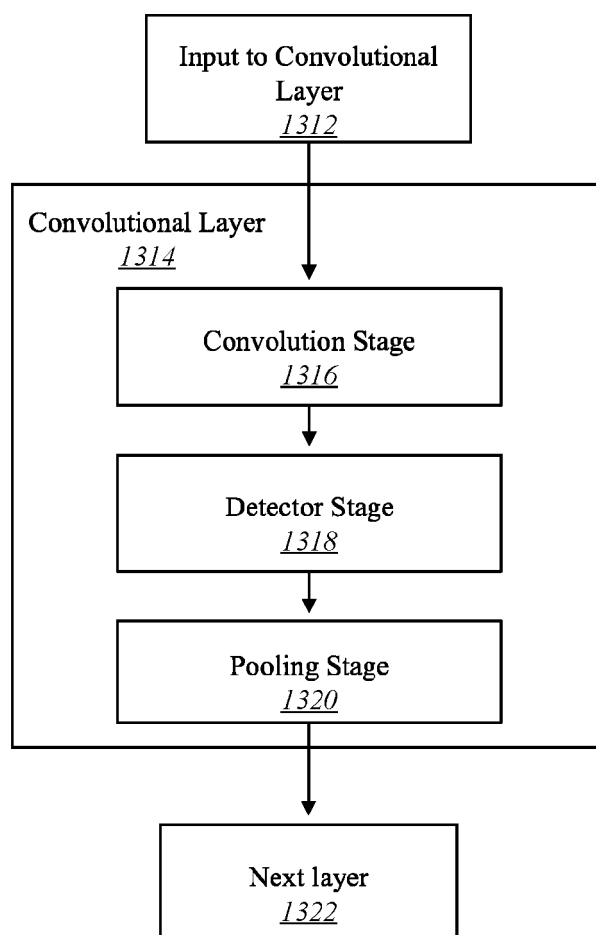 Input to Convolutional
Layer
1312
Convolutional Layer
1314
Convolution Stage
1316
Detector Stage
1318
Pooling Stage
1320
Next layer
1322